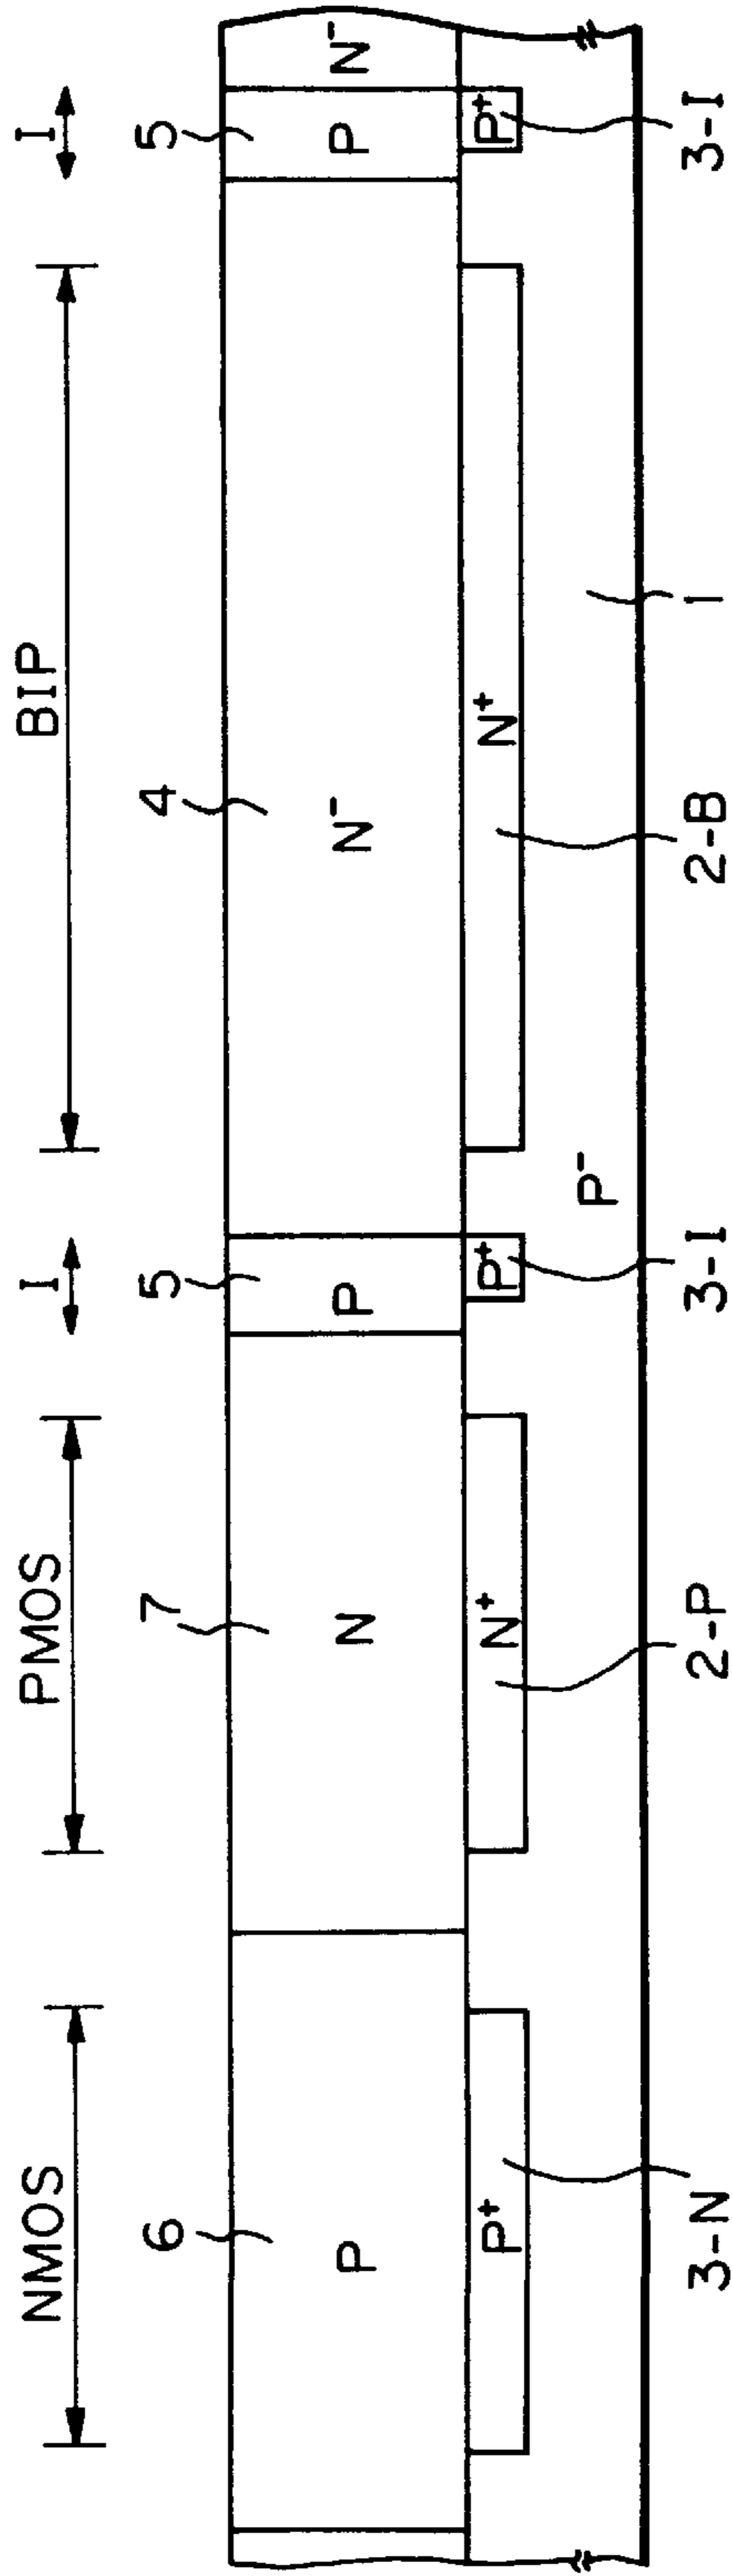 NMOS PMOS I BIP I
6 7 5 4 5
P N P N⁻ P N⁻
P⁺ N⁺ P⁺ N⁺ P⁺
P⁻
3-N 2-P 3-I 2-B 1 3-I